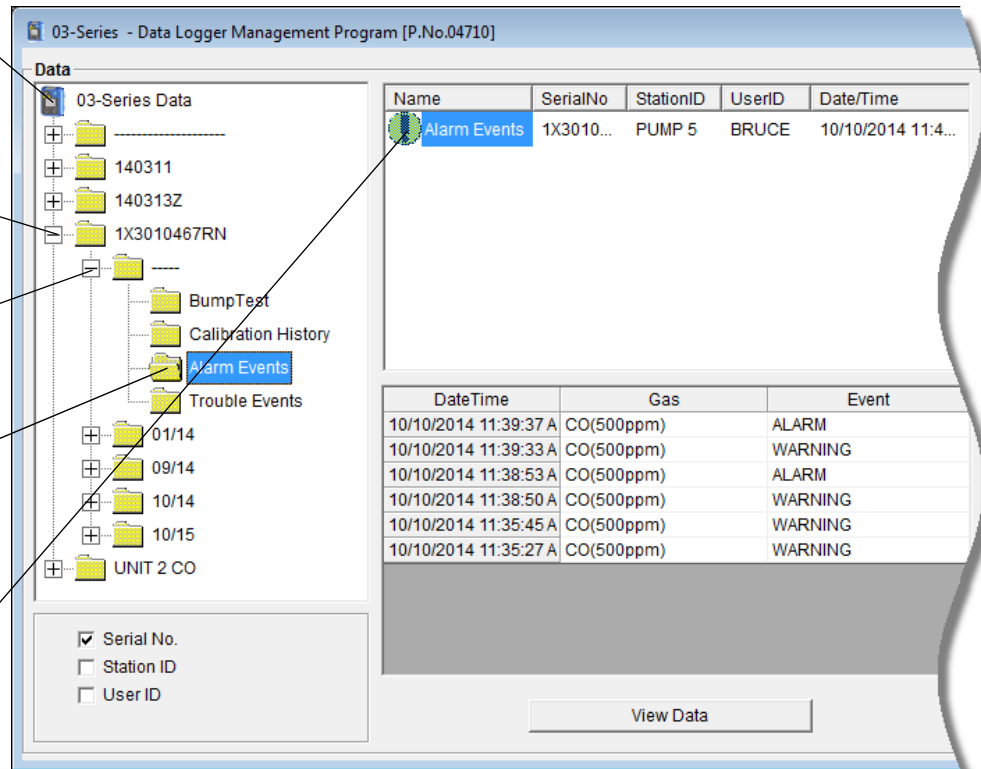 03-Series - Data Logger Management Program [P.No.04710]
Data
03-Series Data
--------------------
140311
140313Z
1X3010467RN
-----
BumpTest
Calibration History
Alarm Events
Trouble Events
01/14
09/14
10/14
10/15
UNIT 2 CO
Serial No.
Station ID
User ID
Name SerialNo StationID UserID Date/Time
Alarm Events 1X3010... PUMP 5 BRUCE 10/10/2014 11:4...
DateTime Gas Event
10/10/2014 11:39:37 A CO(500ppm) ALARM
10/10/2014 11:39:33 A CO(500ppm) WARNING
10/10/2014 11:38:53 A CO(500ppm) ALARM
10/10/2014 11:38:50 A CO(500ppm) WARNING
10/10/2014 11:35:45 A CO(500ppm) WARNING
10/10/2014 11:35:27 A CO(500ppm) WARNING
View Data